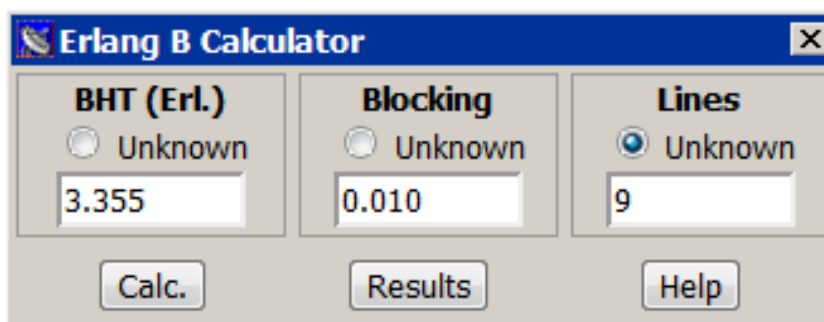 Erlang B Calculator
BHT (Erl.) Blocking Lines
Unknown Unknown Unknown
3.355 0.010 9
Calc. Results Help